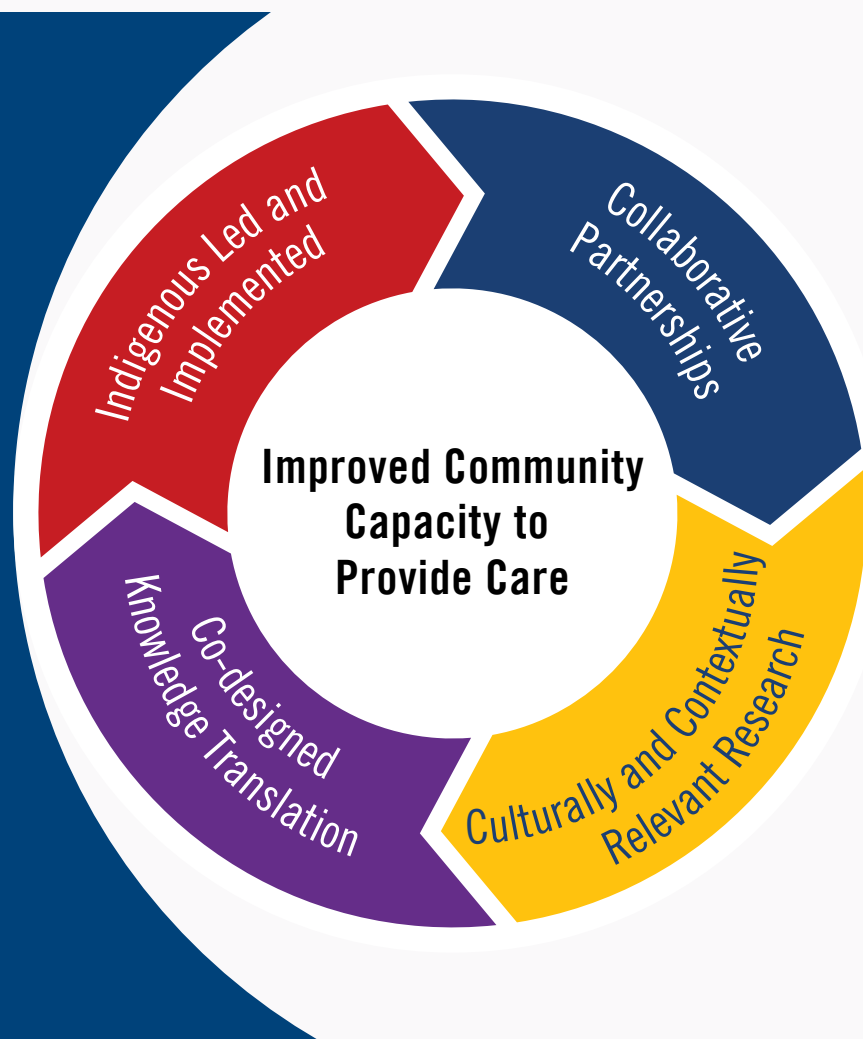 Indigenous Led and
Implemented
Collaborative
Partnerships
Improved Community
Capacity to
Provide Care
Culturally and Contextually
Relevant Research
Co-designed
Knowledge Translation